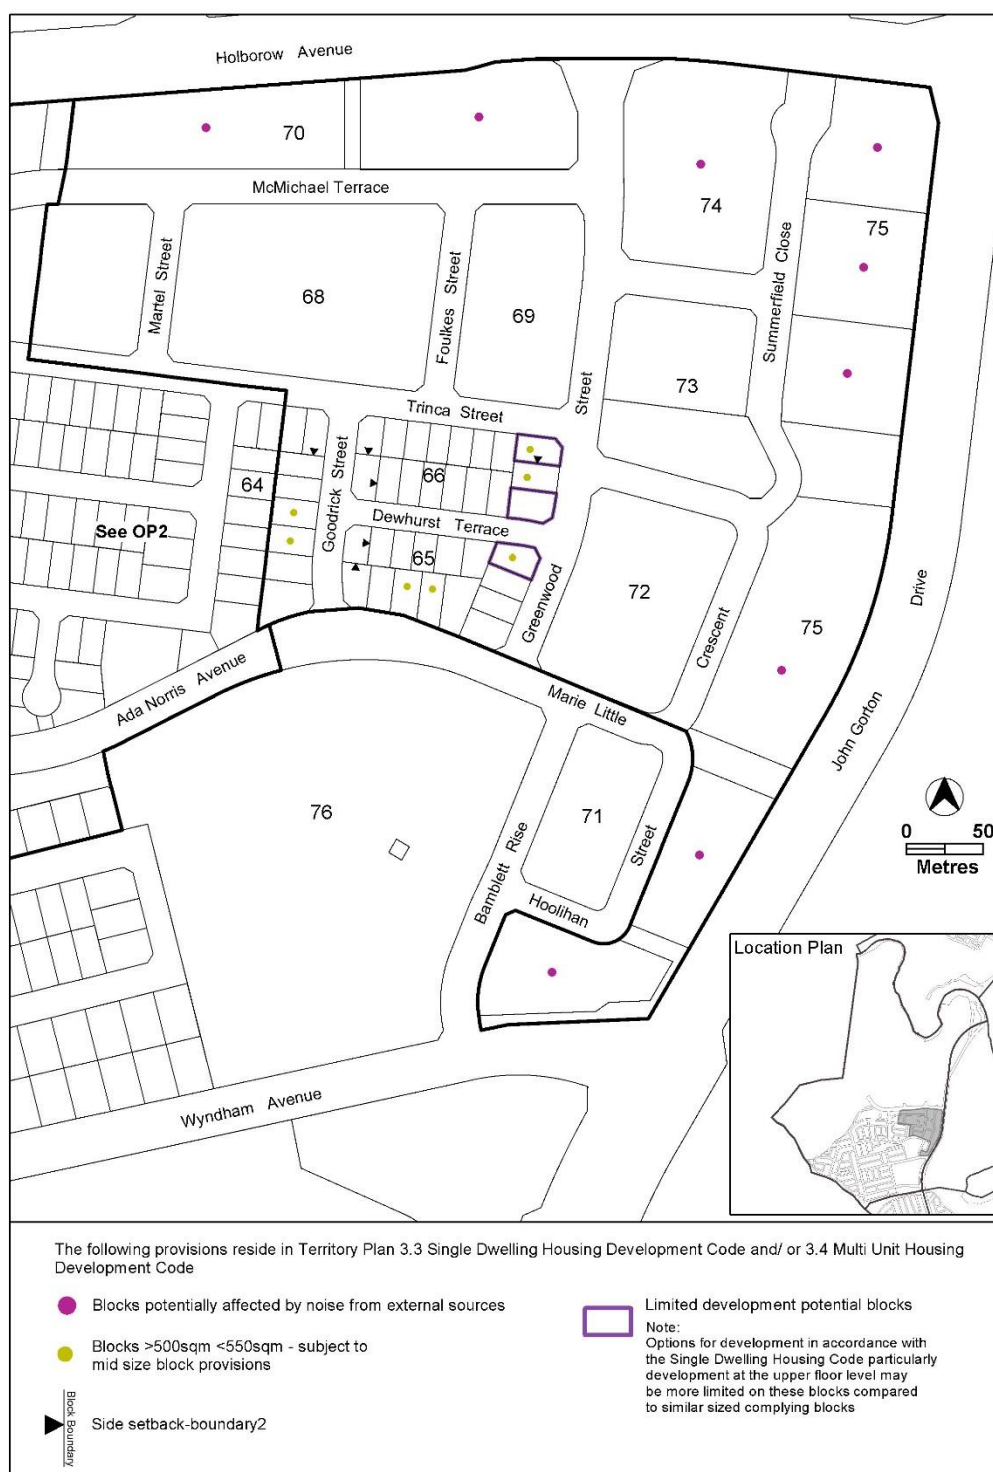 Holborow Avenue
70
McMichael Terrace
74
75
Martel Street
68
Foulkes Street
69
Summerfield Close
73
Trinca Street
Street
64
Goodrick Street
66
See OP2
Dewhurst Terrace
65
Greenwood
72
Crescent
75
Drive
Ada Norris Avenue
Marie Little
John Gorton
76
Bamblett Rise
71
Street
Hoolihan
0 50
Metres
Location Plan
Wyndham Avenue
The following provisions reside in Territory Plan 3.3 Single Dwelling Housing Development Code and/ or 3.4 Multi Unit Housing
Development Code
Blocks potentially affected by noise from external sources
Blocks >500sqm <550sqm - subject to
mid size block provisions
Block Boundary
Side setback-boundary2
Limited development potential blocks
Note:
Options for development in accordance with
the Single Dwelling Housing Code particularly
development at the upper floor level may
be more limited on these blocks compared
to similar sized complying blocks